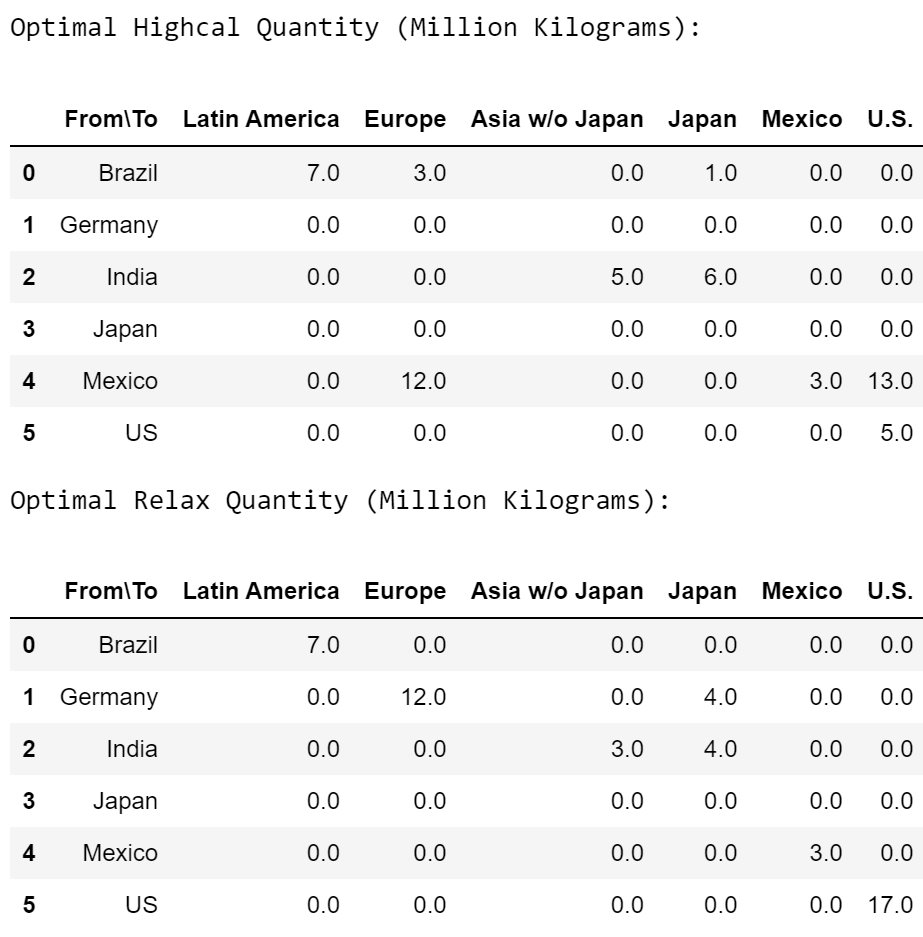 Optimal Highcal Quantity (Million Kilograms):
From\To Latin America Europe Asia w/o Japan Japan Mexico U.S.
0 Brazil 7.0 3.0 0.0 1.0 0.0 0.0
1 Germany 0.0 0.0 0.0 0.0 0.0 0.0
2 India 0.0 0.0 5.0 6.0 0.0 0.0
3 Japan 0.0 0.0 0.0 0.0 0.0 0.0
4 Mexico 0.0 12.0 0.0 0.0 3.0 13.0
5 US 0.0 0.0 0.0 0.0 0.0 5.0
Optimal Relax Quantity (Million Kilograms):
From\To Latin America Europe Asia w/o Japan Japan Mexico U.S.
0 Brazil 7.0 0.0 0.0 0.0 0.0 0.0
1 Germany 0.0 12.0 0.0 4.0 0.0 0.0
2 India 0.0 0.0 3.0 4.0 0.0 0.0
3 Japan 0.0 0.0 0.0 0.0 0.0 0.0
4 Mexico 0.0 0.0 0.0 0.0 3.0 0.0
5 US 0.0 0.0 0.0 0.0 0.0 17.0